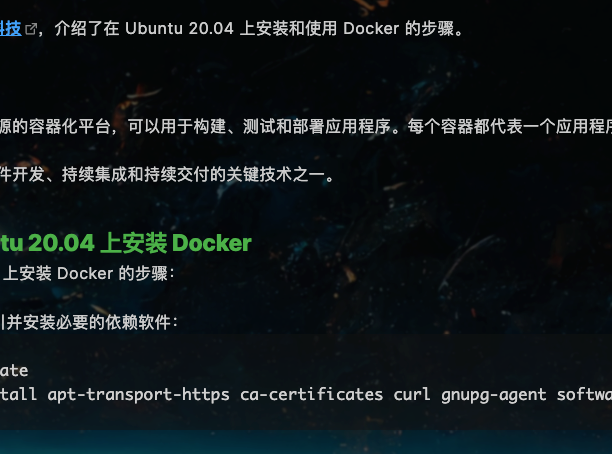 科技，介绍了在 Ubuntu 20.04 上安装和使用 Docker 的步骤。
源的容器化平台，可以用于构建、测试和部署应用程序。每个容器都代表一个应用程序
件开发、持续集成和持续交付的关键技术之一。
tu 20.04 上安装 Docker
上安装 Docker 的步骤：
引并安装必要的依赖软件：
ate
tall apt-transport-https ca-certificates curl gnupg-agent softwa